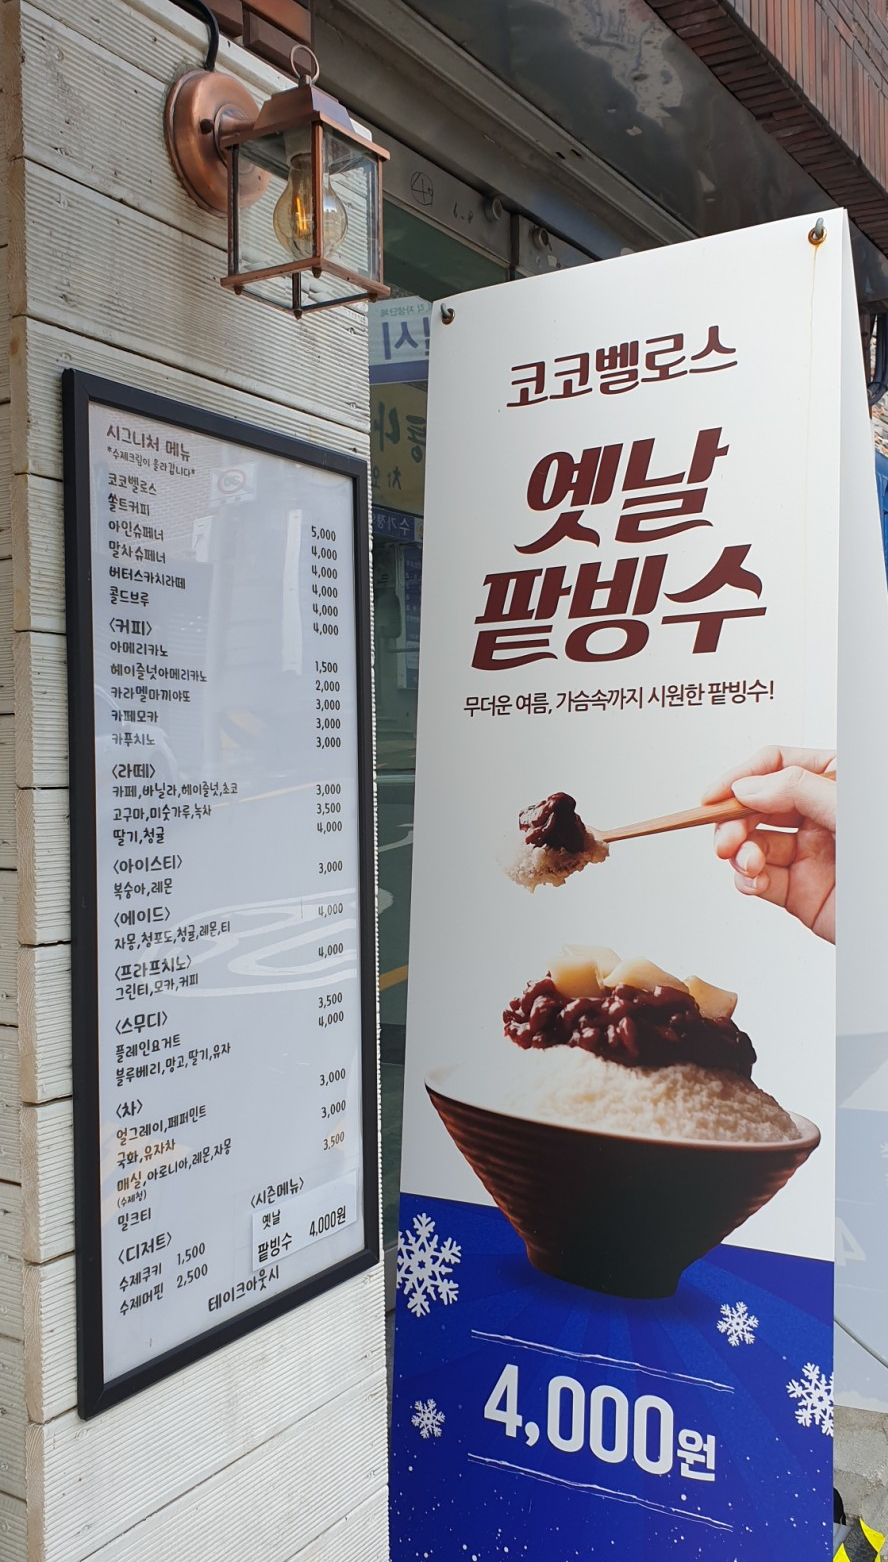 시그니처 메뉴
*수제크림이 올라갑니다*
코코벨로스 5,000
쏠트커피 4,000
아인슈페너 4,000
말차슈페너 4,000
버터스카치라떼 4,000
콜드브루 4,000
<커피>
아메리카노 1,500
헤이즐넛아메리카노 2,000
카라멜마끼아또 3,000
카페모카 3,000
카푸치노 3,000
<라떼>
카페,바닐라,헤이즐넛,초코 3,000
고구마,미숫가루,녹차 3,500
딸기,청귤 4,000
<아이스티>
복숭아,레몬 3,000
<에이드>
자몽,청포도,청귤,레몬,티 4,000
<프라프치노>
그린티,모카,커피 4,000
<스무디>
플레인요거트 3,500
블루베리,망고,딸기,유자 4,000
<차>
얼그레이,페퍼민트 3,000
국화,유자차 3,000
매실,아로니아,레몬,자몽 3,500
(수제청)
밀크티
<디저트>
수제쿠키 1,500
수제머핀 2,500
<시즌메뉴>
옛날
팥빙수 4,000원
테이크아웃시
코코벨로스
옛날
팥빙수
무더운 여름, 가슴속까지 시원한 팥빙수!
4,000원